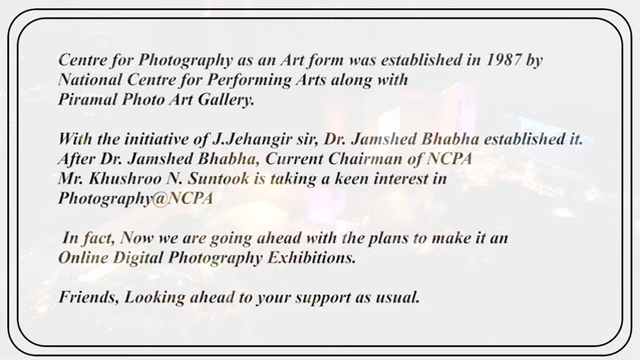 Centre for Photography as an Art form was established in 1987 by
National Centre for Performing Arts along with
Piramal Photo Art Gallery.
With the initiative of J.Jehangir sir, Dr. Jamshed Bhabha established it.
After Dr. Jamshed Bhabha, Current Chairman of NCPA
Mr. Khushroo N. Suntook is taking a keen interest in
Photography@NCPA
In fact, Now we are going ahead with the plans to make it an
Online Digital Photography Exhibitions.
Friends, Looking ahead to your support as usual.